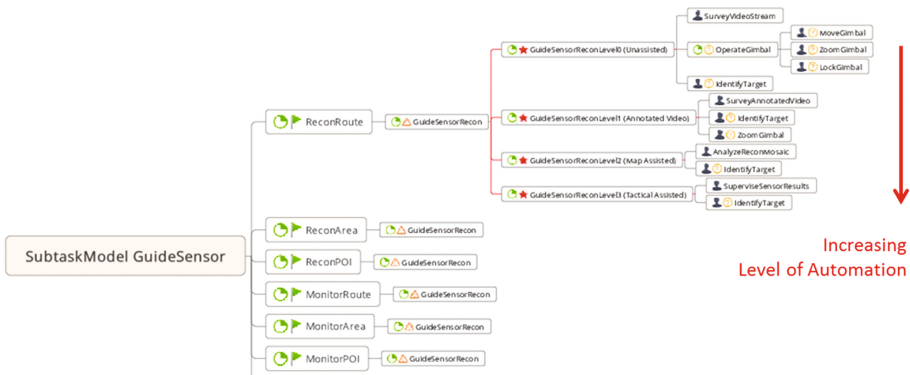 SurveyVideoStream
MoveGimbal
GuideSensorReconLevel0 (Unassisted)
OperateGimbal
ZoomGimbal
LockGimbal
IdentifyTarget
SurveyAnnotatedVideo
ReconRoute
GuideSensorRecon
GuideSensorReconLevel1 (Annotated Video)
IdentifyTarget
ZoomGimbal
AnalyzeReconMosaic
GuideSensorReconLevel2 (Map Assisted)
IdentifyTarget
SuperviseSensorResults
GuideSensorReconLevel3 (Tactical Assisted)
IdentifyTarget
ReconArea
GuideSensorRecon
Increasing
Level of Automation
SubtaskModel GuideSensor
ReconPOI
GuideSensorRecon
MonitorRoute
GuideSensorRecon
MonitorArea
GuideSensorRecon
MonitorPOI
GuideSensorRecon